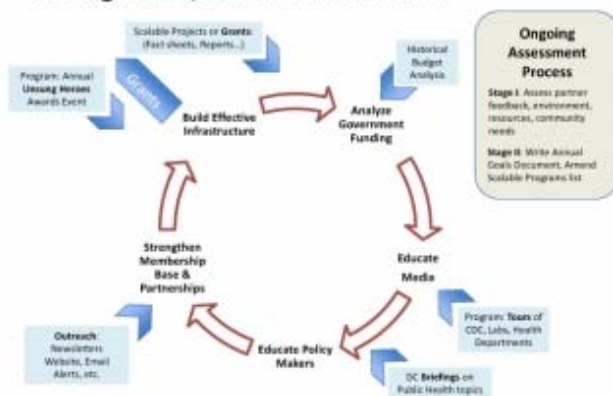 Scalable Projects or Grants:
(Fact sheets, Reports...)
Program: Annual
Unsung Heroes
Awards Event
Grants
Build Effective
Infrastructure
Historical
Budget
Analysis
Analyze
Government
Funding
Ongoing
Assessment
Process
Stage I: Assess partner
feedback, environment,
resources, community
needs
Stage II: Write Annual
Goals Document, Amend
Scalable Programs list
Strengthen
Membership
Base &
Partnerships
Educate
Media
Outreach:
Newsletters
Website, Email
Alerts, etc.
Educate Policy
Makers
Program: Tours of
CDC, Labs, Health
Departments
DC Briefings on
Public Health topics